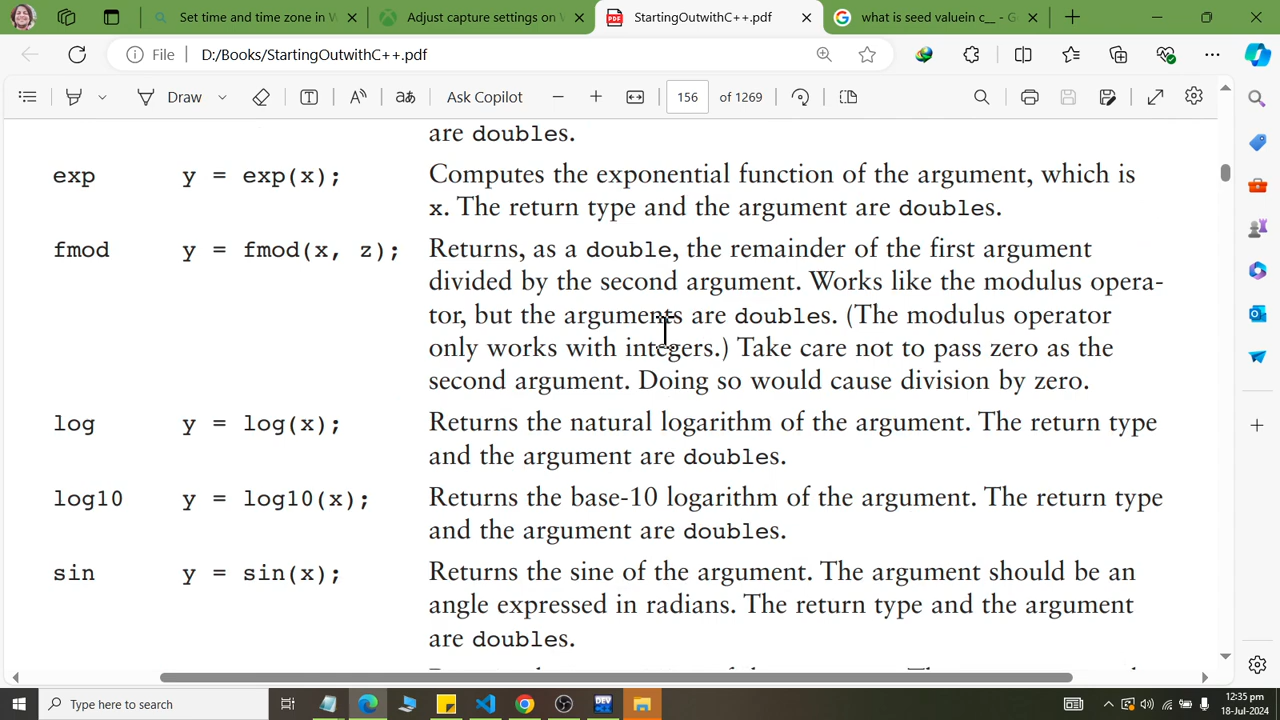 Set time and time zone in W
Adjust capture settings on
StartingOutwithC++.pdf
what is seed valuein c__ - G
File
D:/Books/StartingOutwithC++.pdf
Draw
Ask Copilot
156
of 1269
are doubles.
exp y = exp(x); Computes the exponential function of the argument, which is
x. The return type and the argument are doubles.
fmod y = fmod(x, z); Returns, as a double, the remainder of the first argument
divided by the second argument. Works like the modulus opera-
tor, but the arguments are doubles. (The modulus operator
only works with integers.) Take care not to pass zero as the
second argument. Doing so would cause division by zero.
log y = log(x); Returns the natural logarithm of the argument. The return type
and the argument are doubles.
log10 y = log10(x); Returns the base-10 logarithm of the argument. The return type
and the argument are doubles.
sin y = sin(x); Returns the sine of the argument. The argument should be an
angle expressed in radians. The return type and the argument
are doubles.
Type here to search
12:35 pm
18-Jul-2024